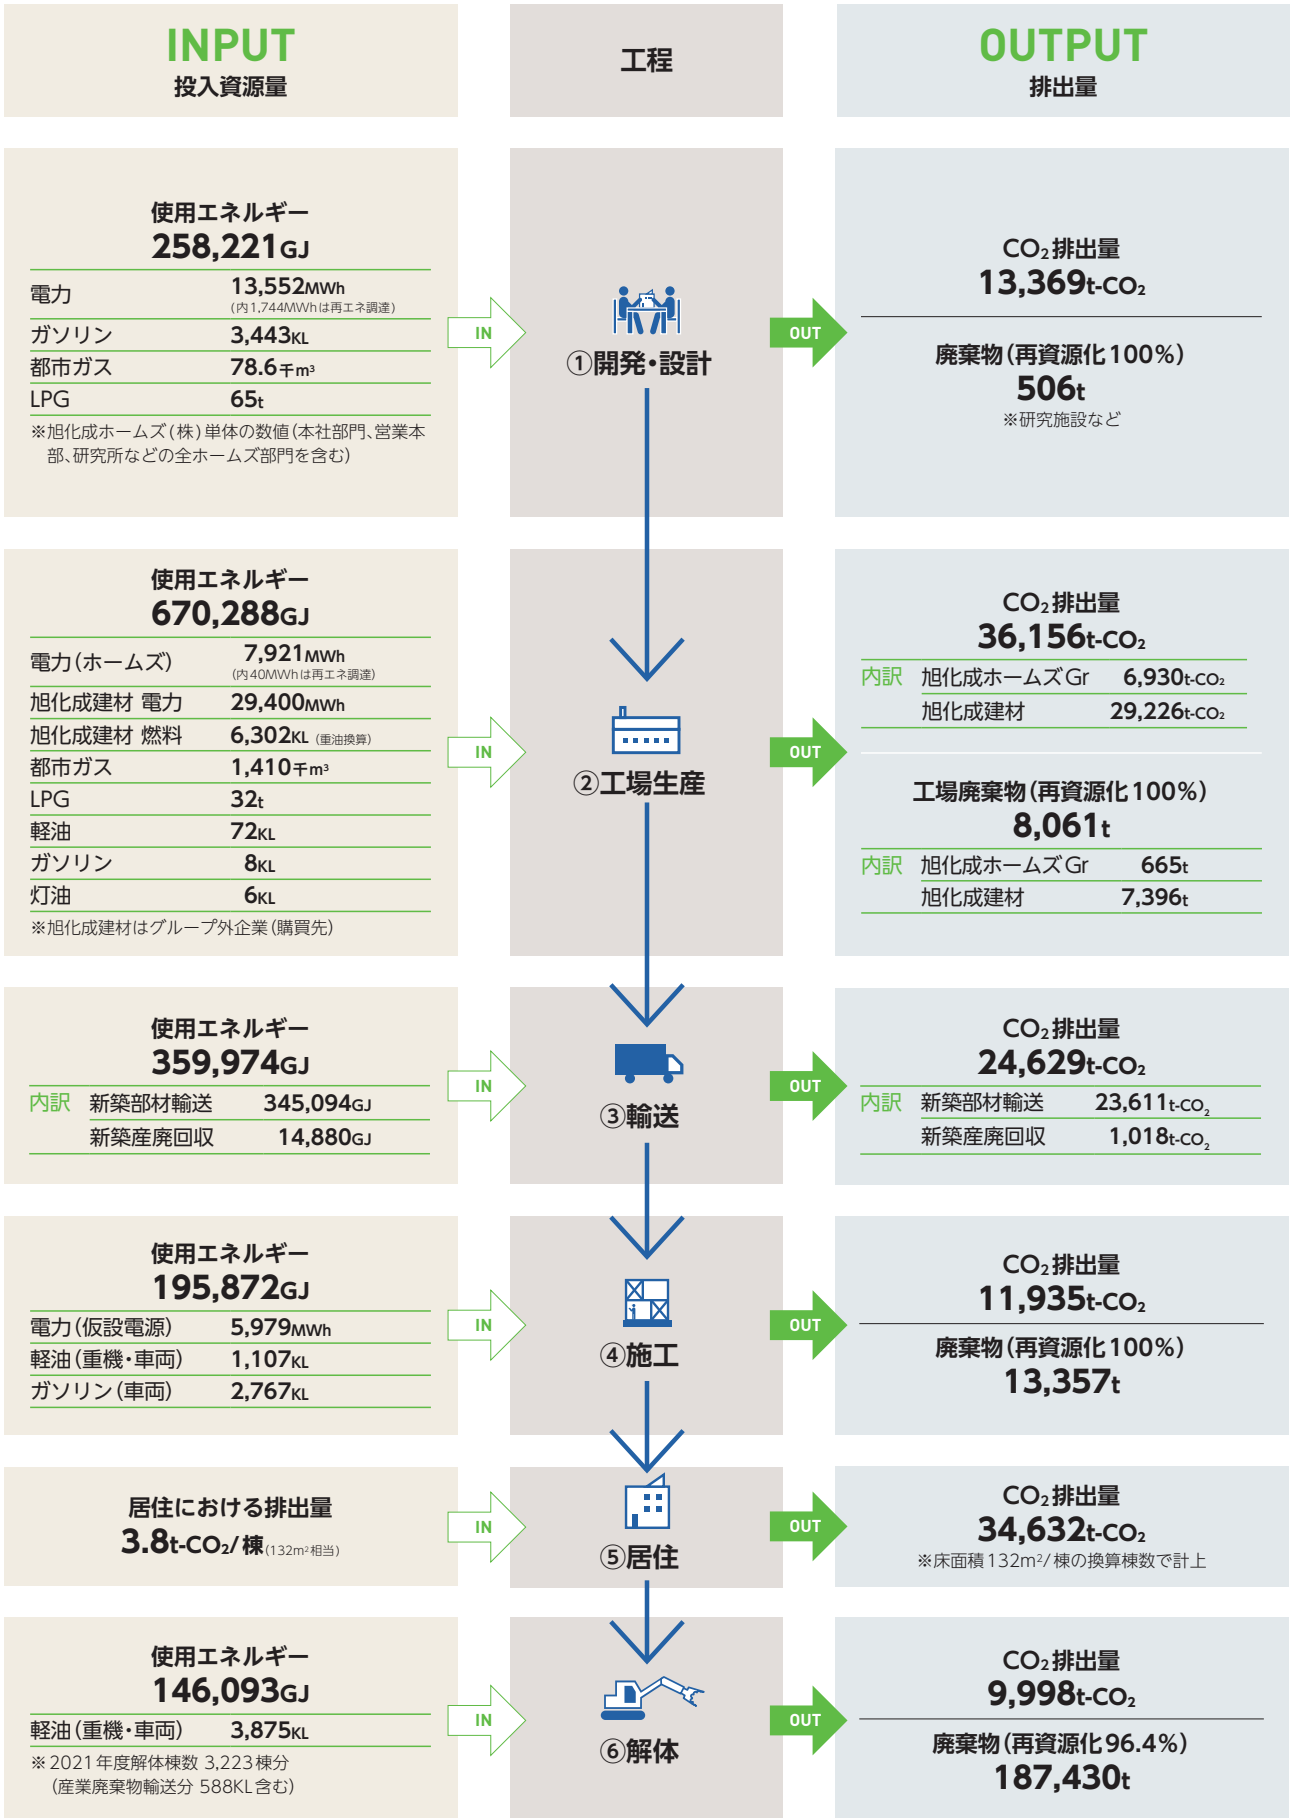 INPUT
投入資源量
工程
OUTPUT
排出量
使用エネルギー
258,221GJ
電力 13,552MWh
(内1,744MWhは再エネ調達)
ガソリン 3,443KL
都市ガス 78.6千m³
LPG 65t
※旭化成ホームズ(株)単体の数値(本社部門、営業本
部、研究所などの全ホームズ部門を含む)
IN
①開発・設計
OUT
CO₂排出量
13,369t-CO₂
廃棄物(再資源化100%)
506t
※研究施設など
使用エネルギー
670,288GJ
電力(ホームズ) 7,921MWh
(内40MWhは再エネ調達)
旭化成建材 電力 29,400MWh
旭化成建材 燃料 6,302KL (重油換算)
都市ガス 1,410千m³
LPG 32t
軽油 72KL
ガソリン 8KL
灯油 6KL
※旭化成建材はグループ外企業(購買先)
IN
②工場生産
OUT
CO₂排出量
36,156t-CO₂
内訳 旭化成ホームズGr 6,930t-CO₂
旭化成建材 29,226t-CO₂
工場廃棄物(再資源化100%)
8,061t
内訳 旭化成ホームズGr 665t
旭化成建材 7,396t
使用エネルギー
359,974GJ
内訳 新築部材輸送 345,094GJ
新築産廃回収 14,880GJ
IN
③輸送
OUT
CO₂排出量
24,629t-CO₂
内訳 新築部材輸送 23,611t-CO₂
新築産廃回収 1,018t-CO₂
使用エネルギー
195,872GJ
電力(仮設電源) 5,979MWh
軽油(重機・車両) 1,107KL
ガソリン(車両) 2,767KL
IN
④施工
OUT
CO₂排出量
11,935t-CO₂
廃棄物(再資源化100%)
13,357t
居住における排出量
3.8t-CO₂/棟(132m²相当)
IN
⑤居住
OUT
CO₂排出量
34,632t-CO₂
※床面積132m²/棟の換算棟数で計上
使用エネルギー
146,093GJ
軽油(重機・車両) 3,875KL
※2021年度解体棟数 3,223棟分
(産業廃棄物輸送分 588KL含む)
IN
⑥解体
OUT
CO₂排出量
9,998t-CO₂
廃棄物(再資源化96.4%)
187,430t